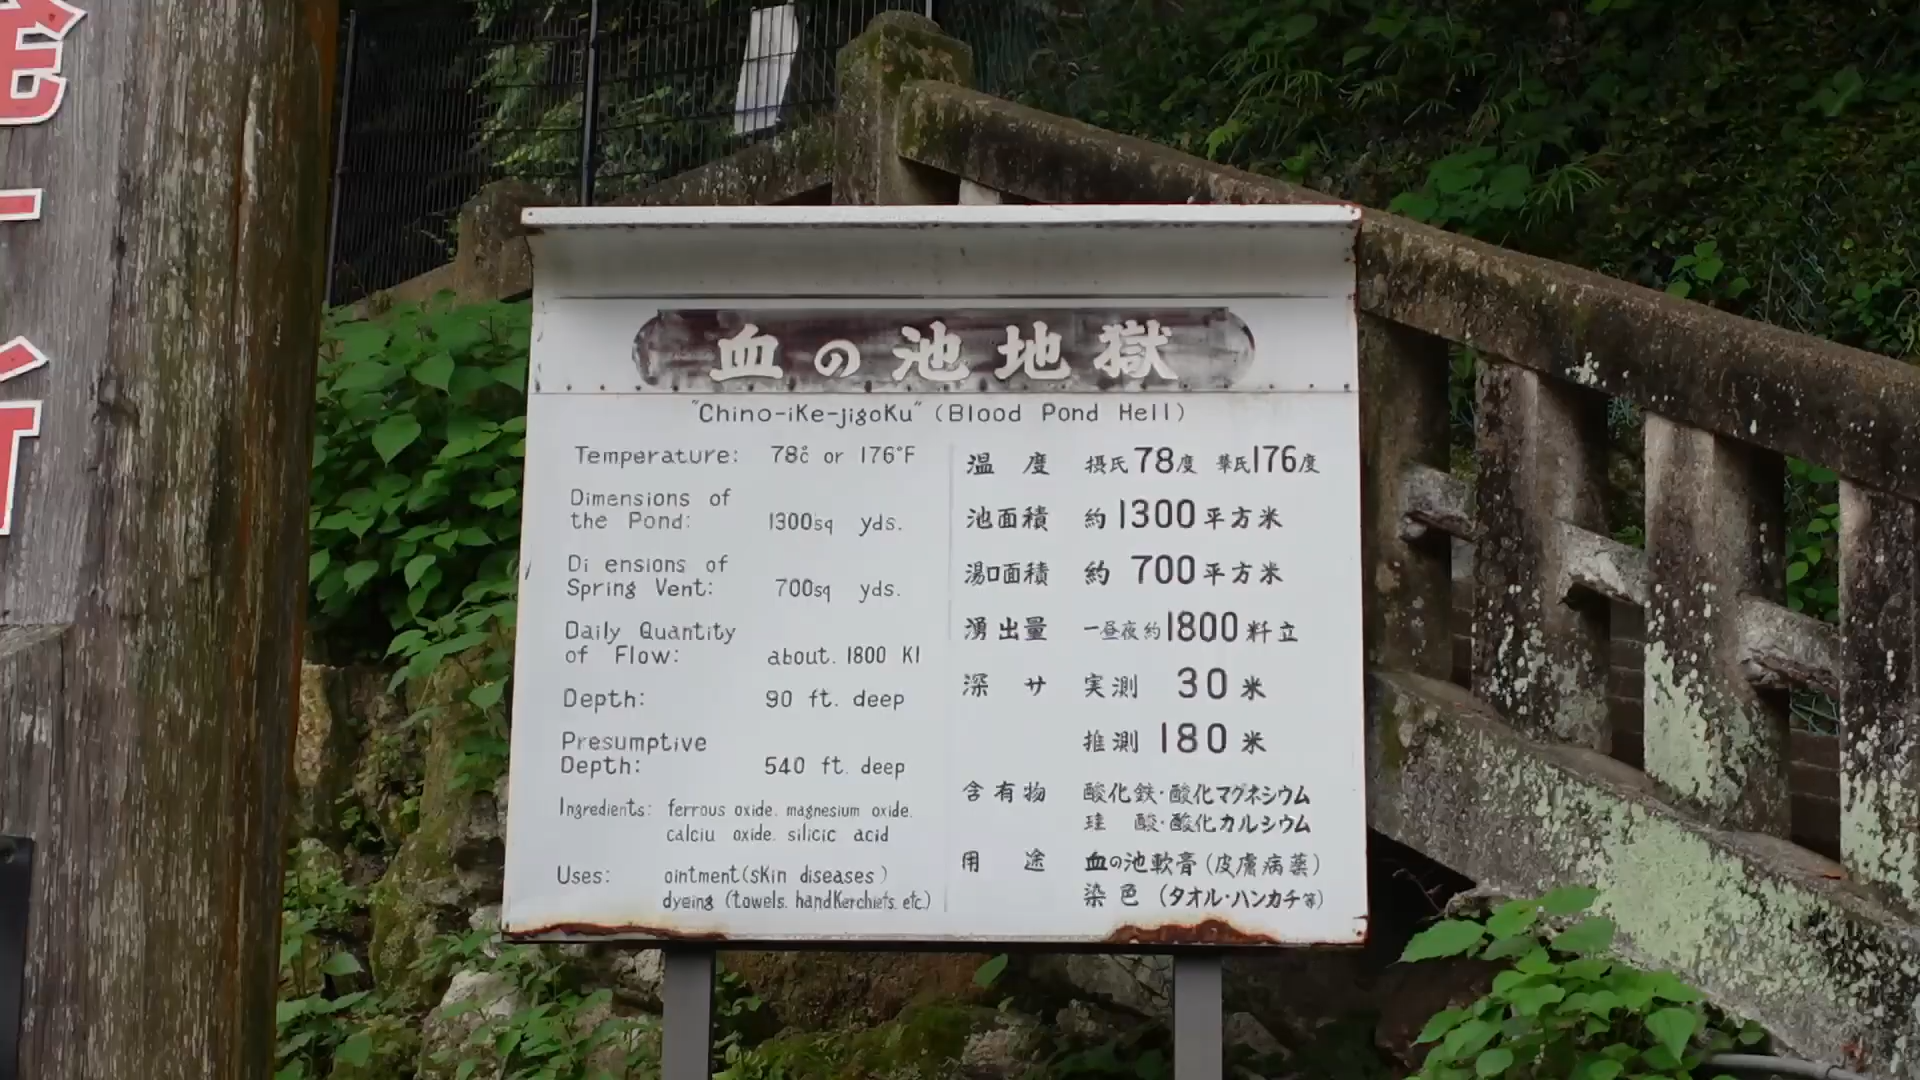 血の池地獄
"Chino-iKe-jigoKu" (Blood Pond Hell)
Temperature: 78°c or 176°F
Dimensions of
the Pond: 1300sq yds.
Di ensions of
Spring Vent: 700sq yds.
Daily Quantity
of Flow: about. 1800 Kl
Depth: 90 ft. deep
Presumptive
Depth: 540 ft. deep
Ingredients: ferrous oxide. magnesium oxide.
calciu oxide. silicic acid
Uses: ointment(sKin diseases)
dyeing (towels. handKerchiefs. etc.)
温度 摂氏78度 華氏176度
池面積 約1300平方米
湯口面積 約700平方米
湧出量 一昼夜約1800粁立
深サ 実測 30米
推測 180米
含有物 酸化鉄・酸化マグネシウム
珪酸・酸化カルシウム
用途 血の池軟膏(皮膚病薬)
染色 (タオル・ハンカチ等)